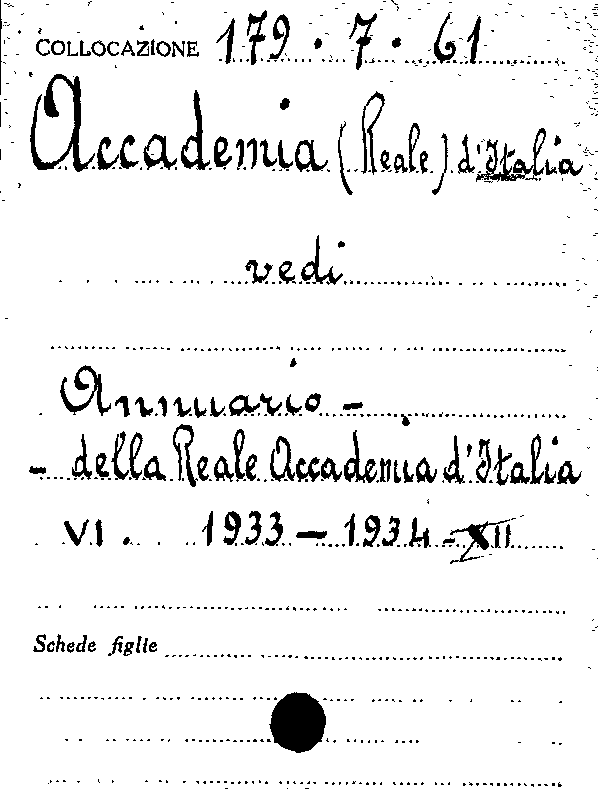 COLLOCAZIONE 179.7.61
Accademia (Reale) d'Italia
vedi
Annuario -
- della Reale Accademia d'Italia
VI. 1933 - 1934 - XII
Schede figlie